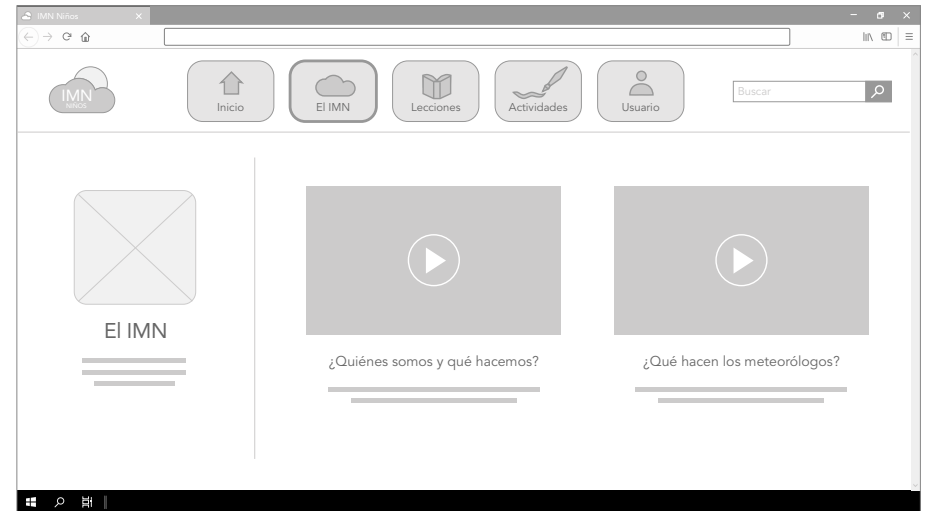 IMN Niños
IMN
NIÑOS
Inicio
El IMN
Lecciones
Actividades
Usuario
Buscar
El IMN
¿Quiénes somos y qué hacemos?
¿Qué hacen los meteorólogos?